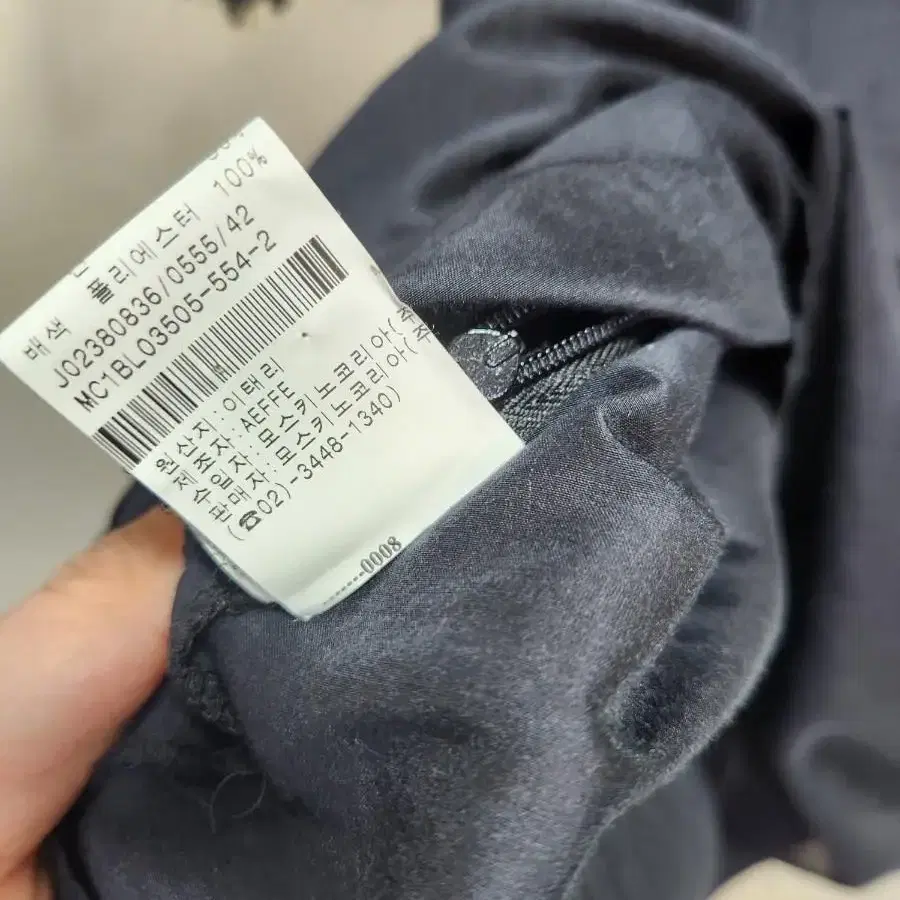 배색 폴리에스터 100%
J02380836/0555/42
MC1BL03505-554-2
M
원산지:이태리
제조자:AEFFE
수입자:모스키노코리아(주
판매자:모스키노코리아(주
(☎02)-3448-1340)
0008